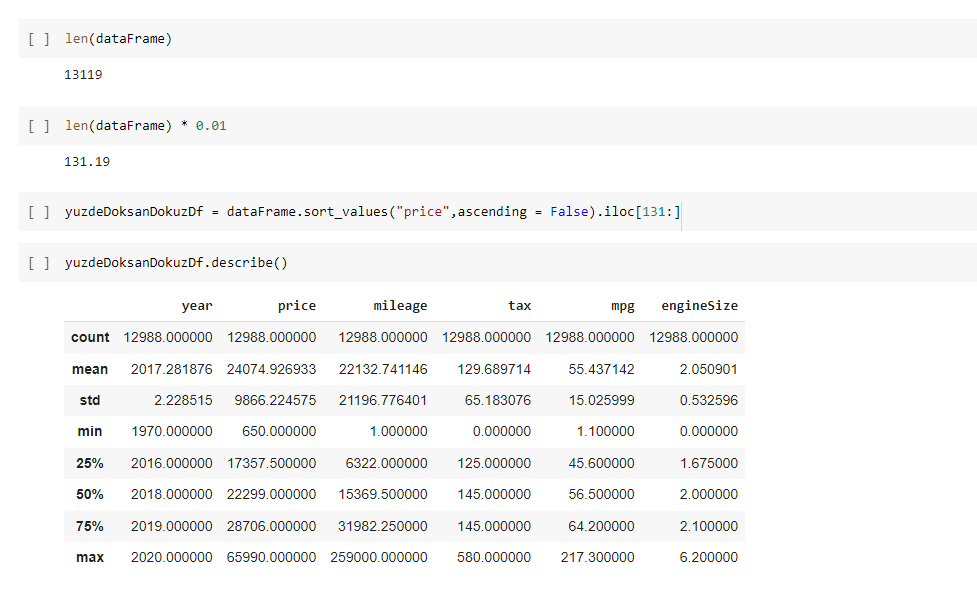 [ ] len(dataFrame)
13119
[ ] len(dataFrame) * 0.01
131.19
[ ] yuzdeDoksanDokuzDf = dataFrame.sort_values("price",ascending = False).iloc[131:]
[ ] yuzdeDoksanDokuzDf.describe()
year price mileage tax mpg engineSize
count 12988.000000 12988.000000 12988.000000 12988.000000 12988.000000 12988.000000
mean 2017.281876 24074.926933 22132.741146 129.689714 55.437142 2.050901
std 2.228515 9866.224575 21196.776401 65.183076 15.025999 0.532596
min 1970.000000 650.000000 1.000000 0.000000 1.100000 0.000000
25% 2016.000000 17357.500000 6322.000000 125.000000 45.600000 1.675000
50% 2018.000000 22299.000000 15369.500000 145.000000 56.500000 2.000000
75% 2019.000000 28706.000000 31982.250000 145.000000 64.200000 2.100000
max 2020.000000 65990.000000 259000.000000 580.000000 217.300000 6.200000